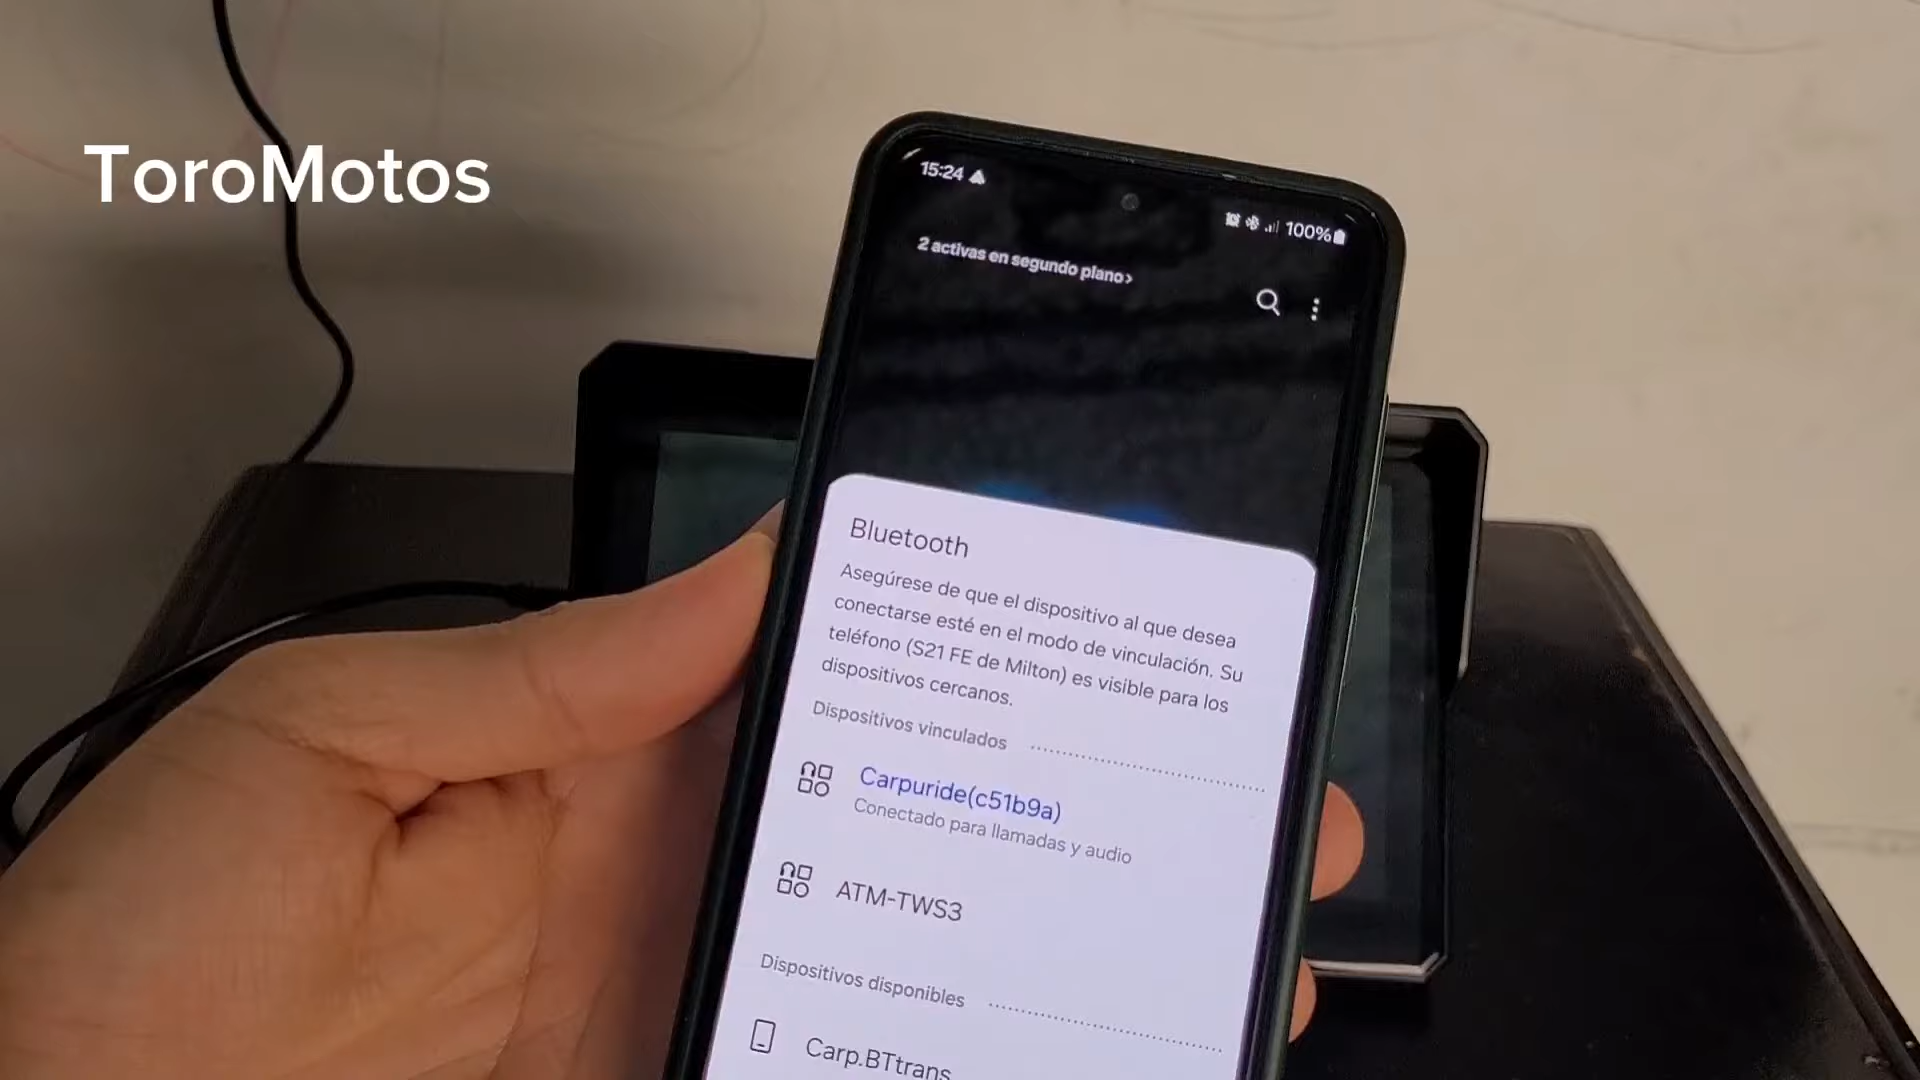 ToroMotos
15:24
100%
2 activas en segundo plano >
Bluetooth
Asegúrese de que el dispositivo al que desea
conectarse esté en el modo de vinculación. Su
teléfono (S21 FE de Milton) es visible para los
dispositivos cercanos.
Dispositivos vinculados
Carpuride(c51b9a)
Conectado para llamadas y audio
ATM-TWS3
Dispositivos disponibles
Carp.BTtrans